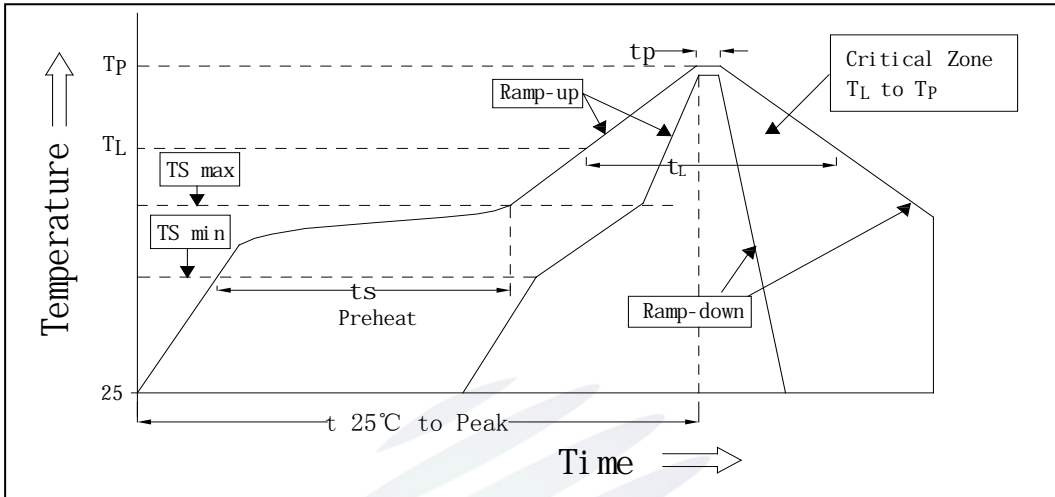 tp
TP
Critical Zone
TL to TP
Ramp-up
TL
TS max
tL
TS min
ts
Preheat
Ramp-down
25
t 25℃ to Peak
Temperature
Time